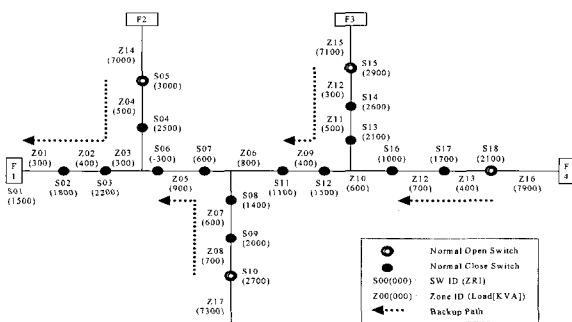 F2
F3
Z14
(7000)
S05
(3000)
Z04
(500)
S04
(2500)
Z15
(7100)
S15
(2900)
Z12
(300)
S14
(2600)
Z11
(500)
S13
(2100)
F
1
S01
(1500)
Z01
(300)
S02
(1800)
Z02
(400)
S03
(2200)
Z03
(300)
S06
(-300)
Z05
(900)
S07
(600)
Z06
(800)
S11
(1100)
Z09
(400)
S12
(1500)
Z10
(600)
S16
(1000)
Z12
(700)
S17
(1700)
Z13
(400)
S18
(2100)
Z16
(7900)
F
4
S08
(1400)
Z07
(600)
S09
(2000)
Z08
(700)
S10
(2700)
Z17
(7300)
Normal Open Switch
Normal Close Switch
S00(000) SW ID (ZRI)
Z00(000) Zone ID (Load[KVA])
Backup Path